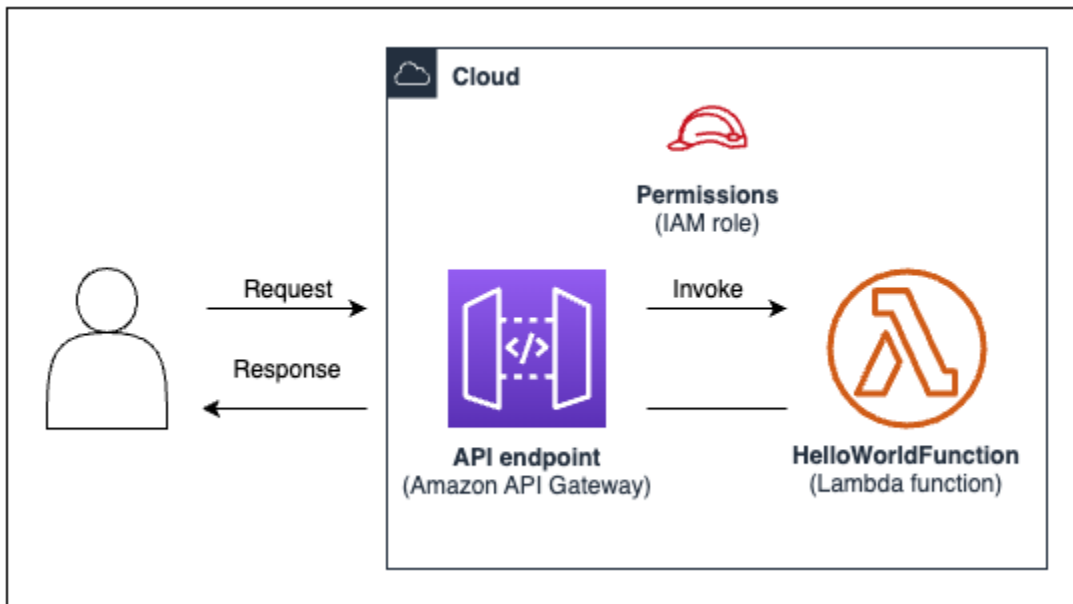 Cloud
Permissions
(IAM role)
Request
Invoke
Response
</>
API endpoint
(Amazon API Gateway)
HelloWorldFunction
(Lambda function)